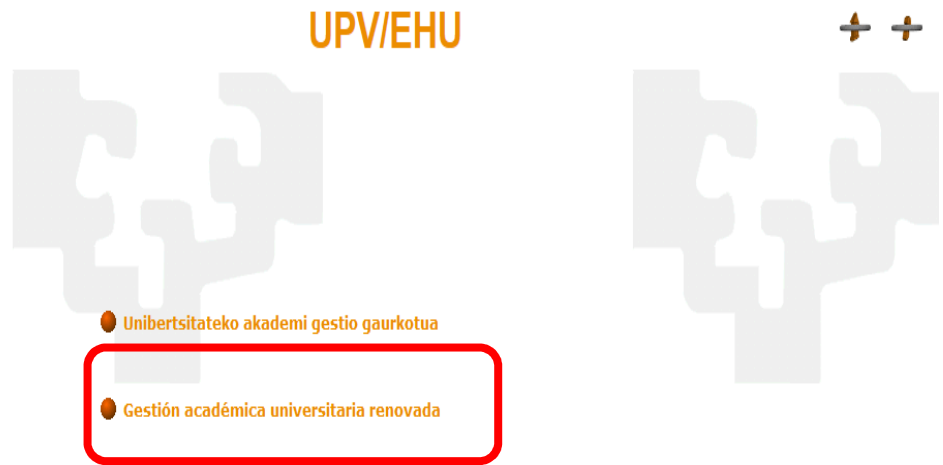 UPV/EHU
Unibertsitateko akademi gestio gaurkotua
Gestión académica universitaria renovada